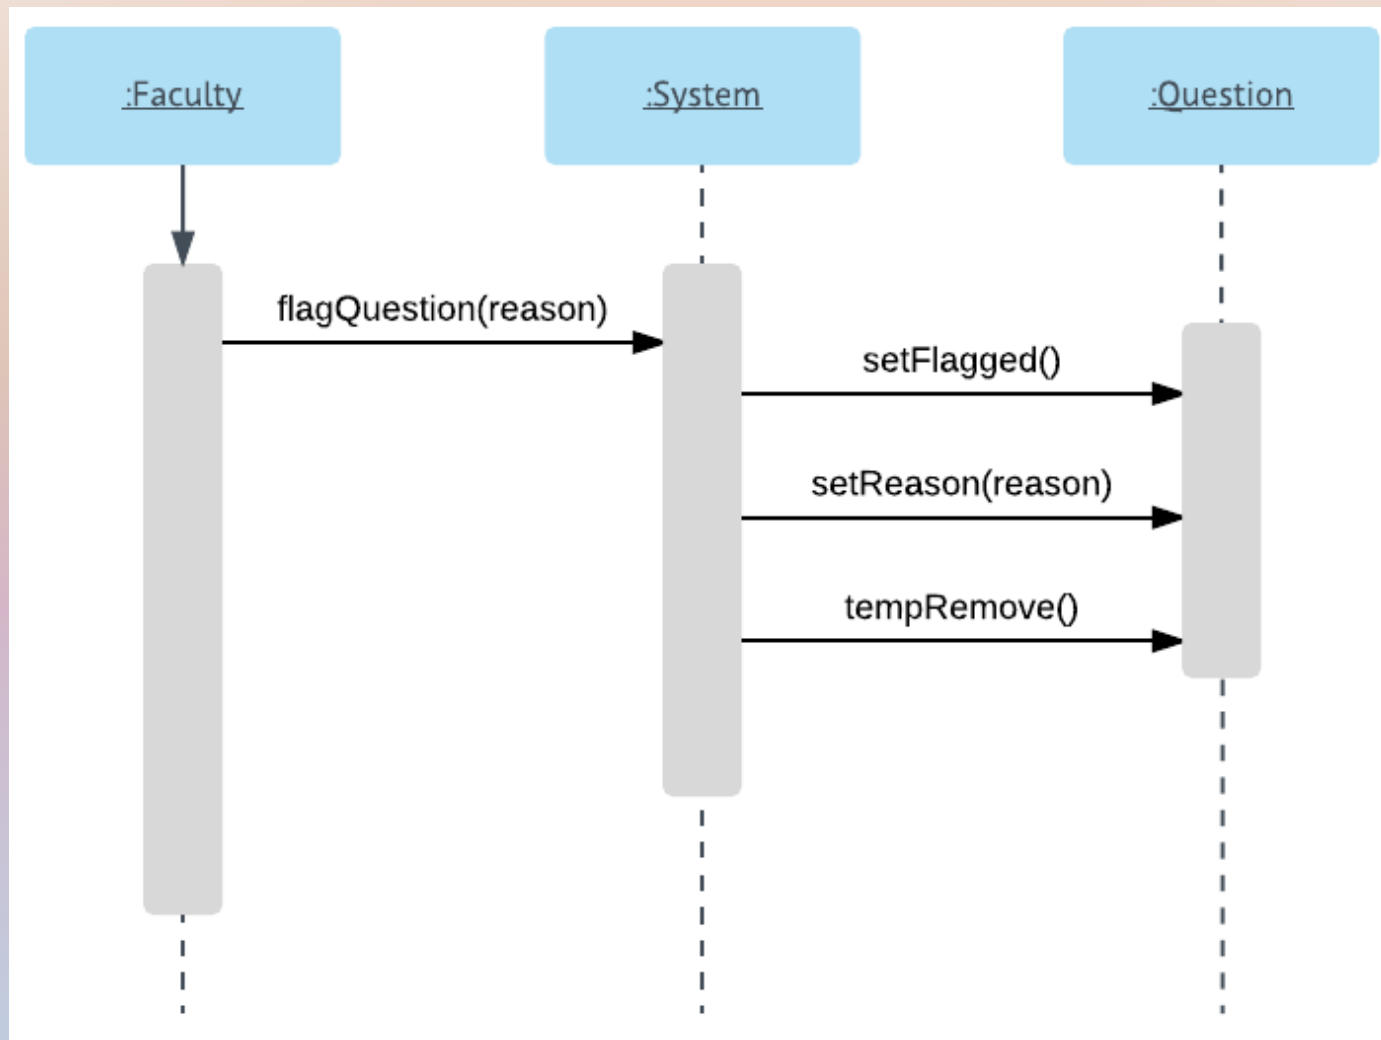 :Faculty
:System
:Question
flagQuestion(reason)
setFlagged()
setReason(reason)
tempRemove()